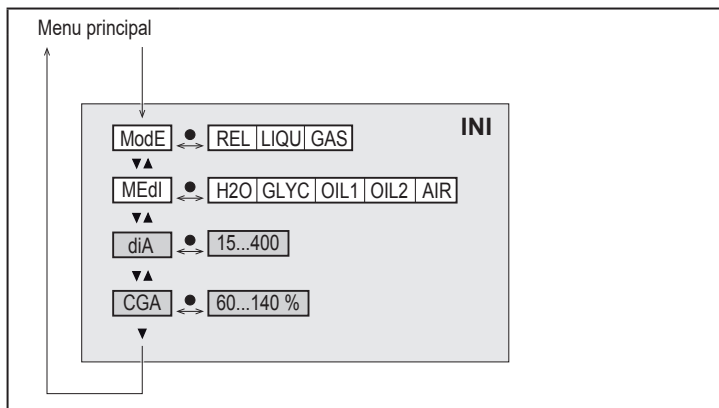 Menu principal
INI
ModE ● REL LIQU GAS
▼▲
MEdI ● H2O GLYC OIL1 OIL2 AIR
▼▲
diA ● 15...400
▼▲
CGA ● 60...140 %
▼